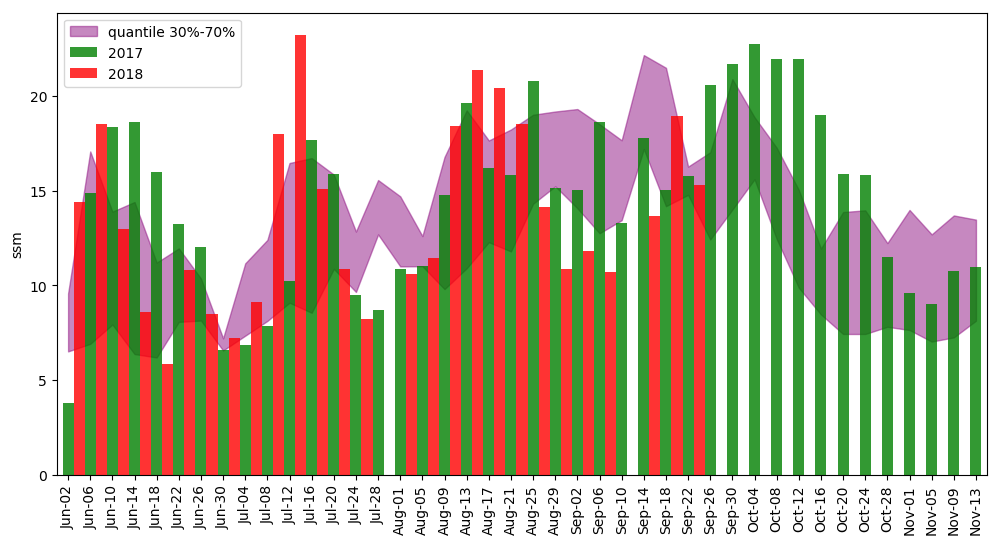 quantile 30%-70%
2017
2018
ssm
20
15
10
5
0
Jun-02
Jun-06
Jun-10
Jun-14
Jun-18
Jun-22
Jun-26
Jun-30
Jul-04
Jul-08
Jul-12
Jul-16
Jul-20
Jul-24
Jul-28
Aug-01
Aug-05
Aug-09
Aug-13
Aug-17
Aug-21
Aug-25
Aug-29
Sep-02
Sep-06
Sep-10
Sep-14
Sep-18
Sep-22
Sep-26
Sep-30
Oct-04
Oct-08
Oct-12
Oct-16
Oct-20
Oct-24
Oct-28
Nov-01
Nov-05
Nov-09
Nov-13